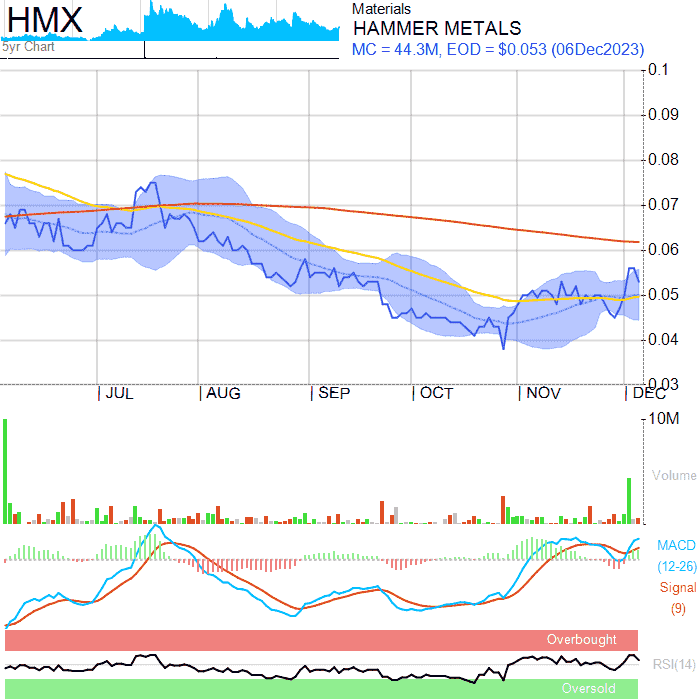 HMX
5yr Chart
Materials
HAMMER METALS
MC = 44.3M, EOD = $0.053 (06Dec2023)
0.1
0.09
0.08
0.07
0.06
0.05
0.04
0.03
JUL AUG SEP OCT NOV DEC
10M
Volume
MACD
(12-26)
Signal
(9)
Overbought
RSI(14)
Oversold